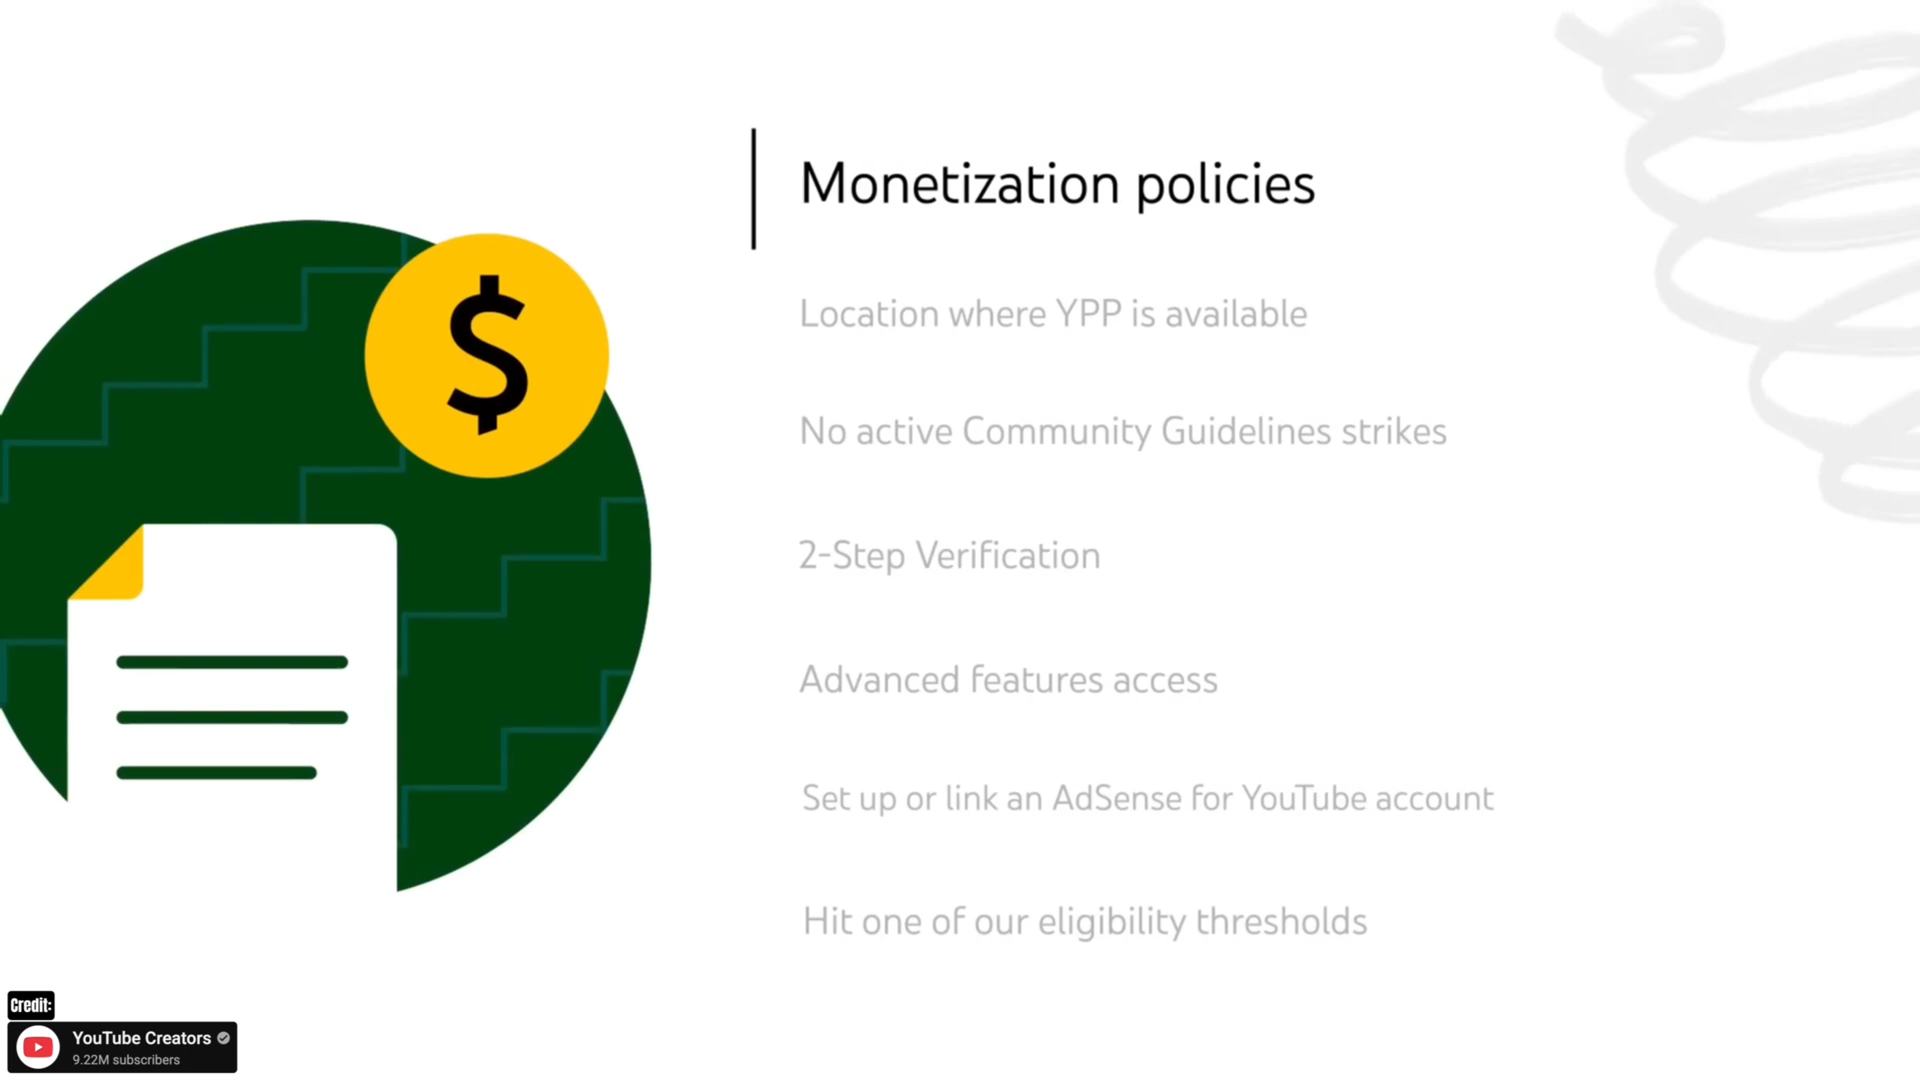 Monetization policies
Location where YPP is available
No active Community Guidelines strikes
2-Step Verification
Advanced features access
Set up or link an AdSense for YouTube account
Hit one of our eligibility thresholds
$
Credit:
YouTube Creators
9.22M subscribers